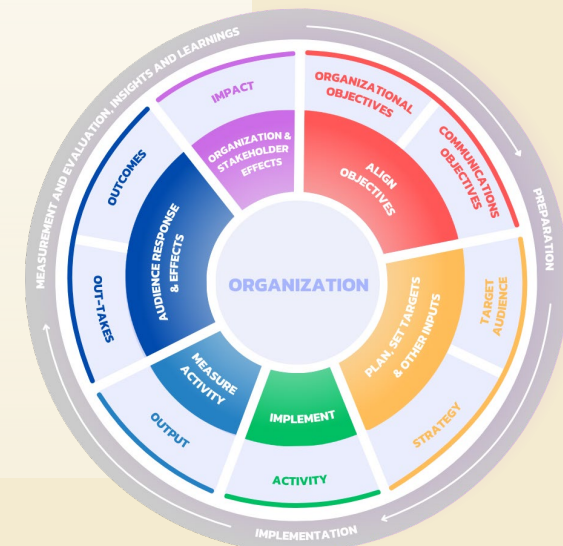 MEASUREMENT AND EVALUATION, INSIGHTS AND LEARNINGS
PREPARATION
IMPLEMENTATION
ORGANIZATIONAL
OBJECTIVES
COMMUNICATIONS
OBJECTIVES
ALIGN
OBJECTIVES
TARGET
AUDIENCE
STRATEGY
PLAN, SET TARGETS
& OTHER INPUTS
ACTIVITY
IMPLEMENT
OUTPUT
MEASURE
ACTIVITY
OUT-TAKES
OUTCOMES
AUDIENCE RESPONSE
& EFFECTS
IMPACT
ORGANIZATION &
STAKEHOLDER
EFFECTS
ORGANIZATION